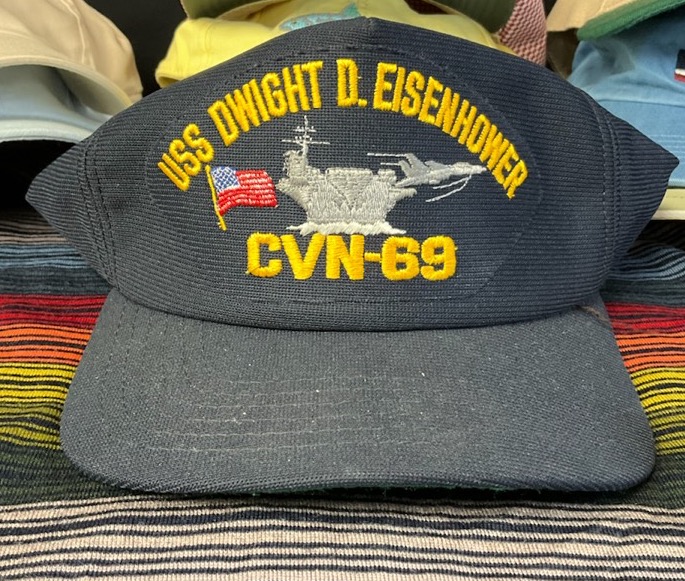 USS DWIGHT D. EISENHOWER
CVN-69